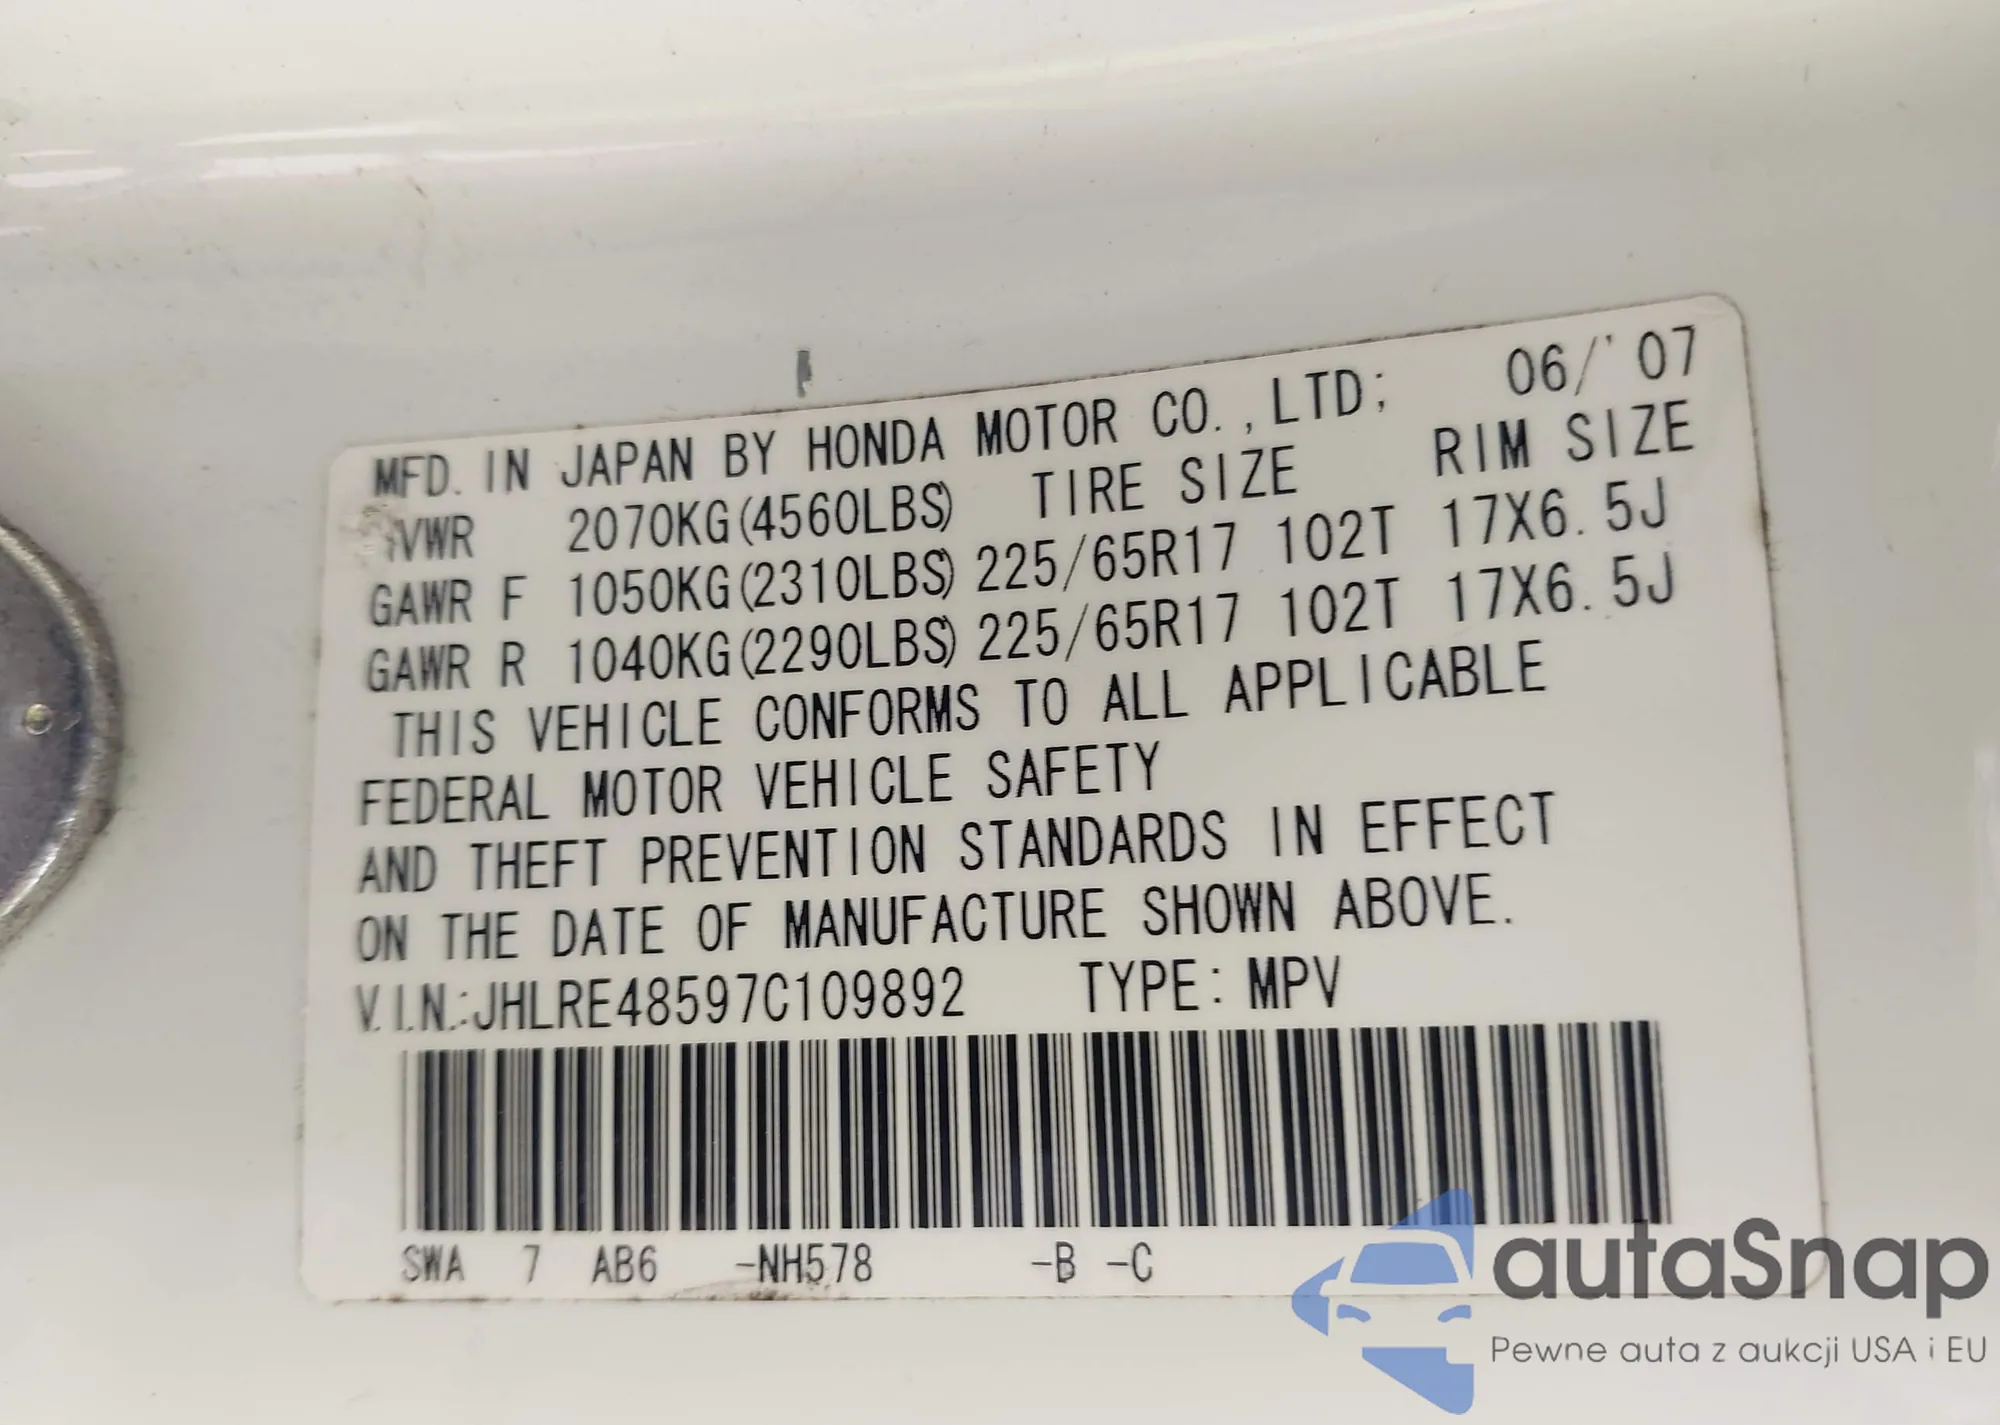 MFD. IN JAPAN BY HONDA MOTOR CO.,LTD; 06/'07
VWR 2070KG(4560LBS) TIRE SIZE RIM SIZE
GAWR F 1050KG(2310LBS) 225/65R17 102T 17X6.5J
GAWR R 1040KG(2290LBS) 225/65R17 102T 17X6.5J
THIS VEHICLE CONFORMS TO ALL APPLICABLE
FEDERAL MOTOR VEHICLE SAFETY
AND THEFT PREVENTION STANDARDS IN EFFECT
ON THE DATE OF MANUFACTURE SHOWN ABOVE.
V.I.N.:JHLRE48597C109892 TYPE: MPV
SWA 7 AB6 -NH578 -B -C
autaSnap
Pewne auta z aukcji USA i EU